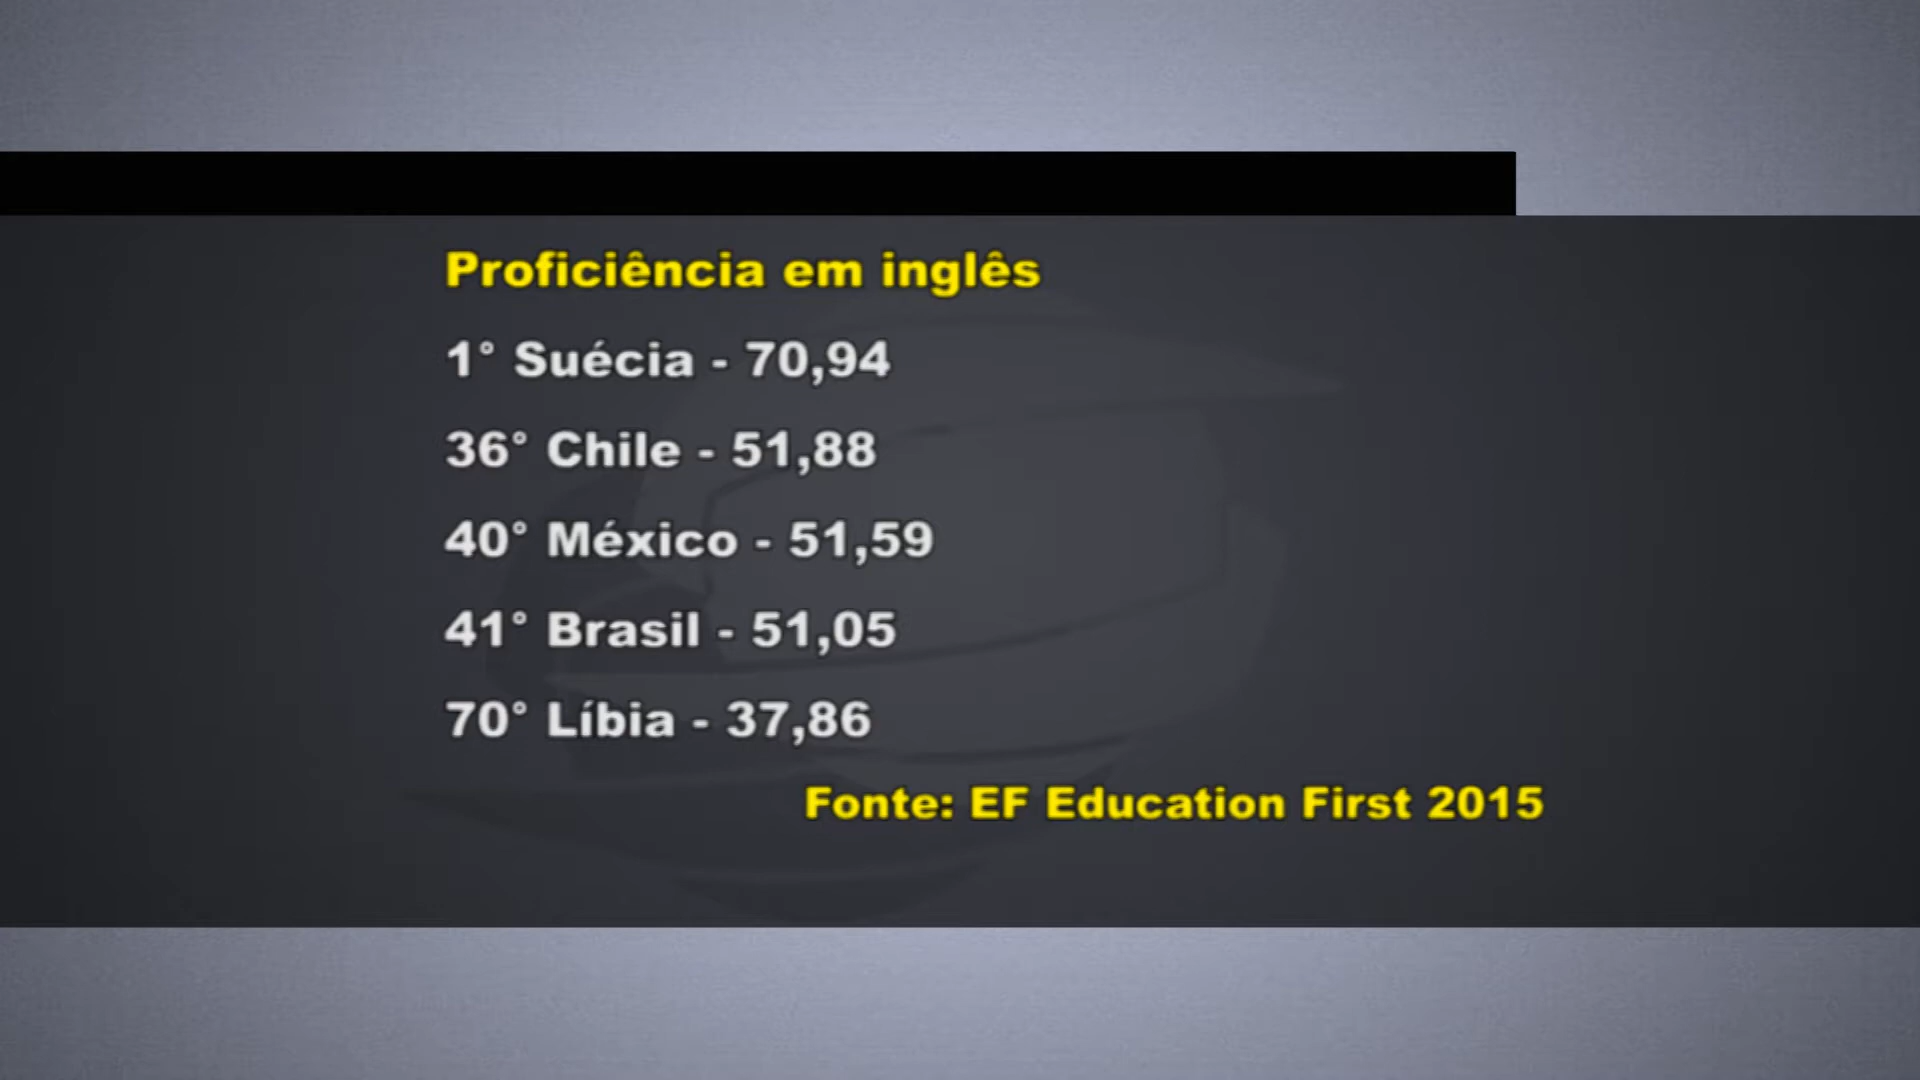 Proficiência em inglês
1° Suécia - 70,94
36° Chile - 51,88
40° México - 51,59
41° Brasil - 51,05
70° Líbia - 37,86
Fonte: EF Education First 2015